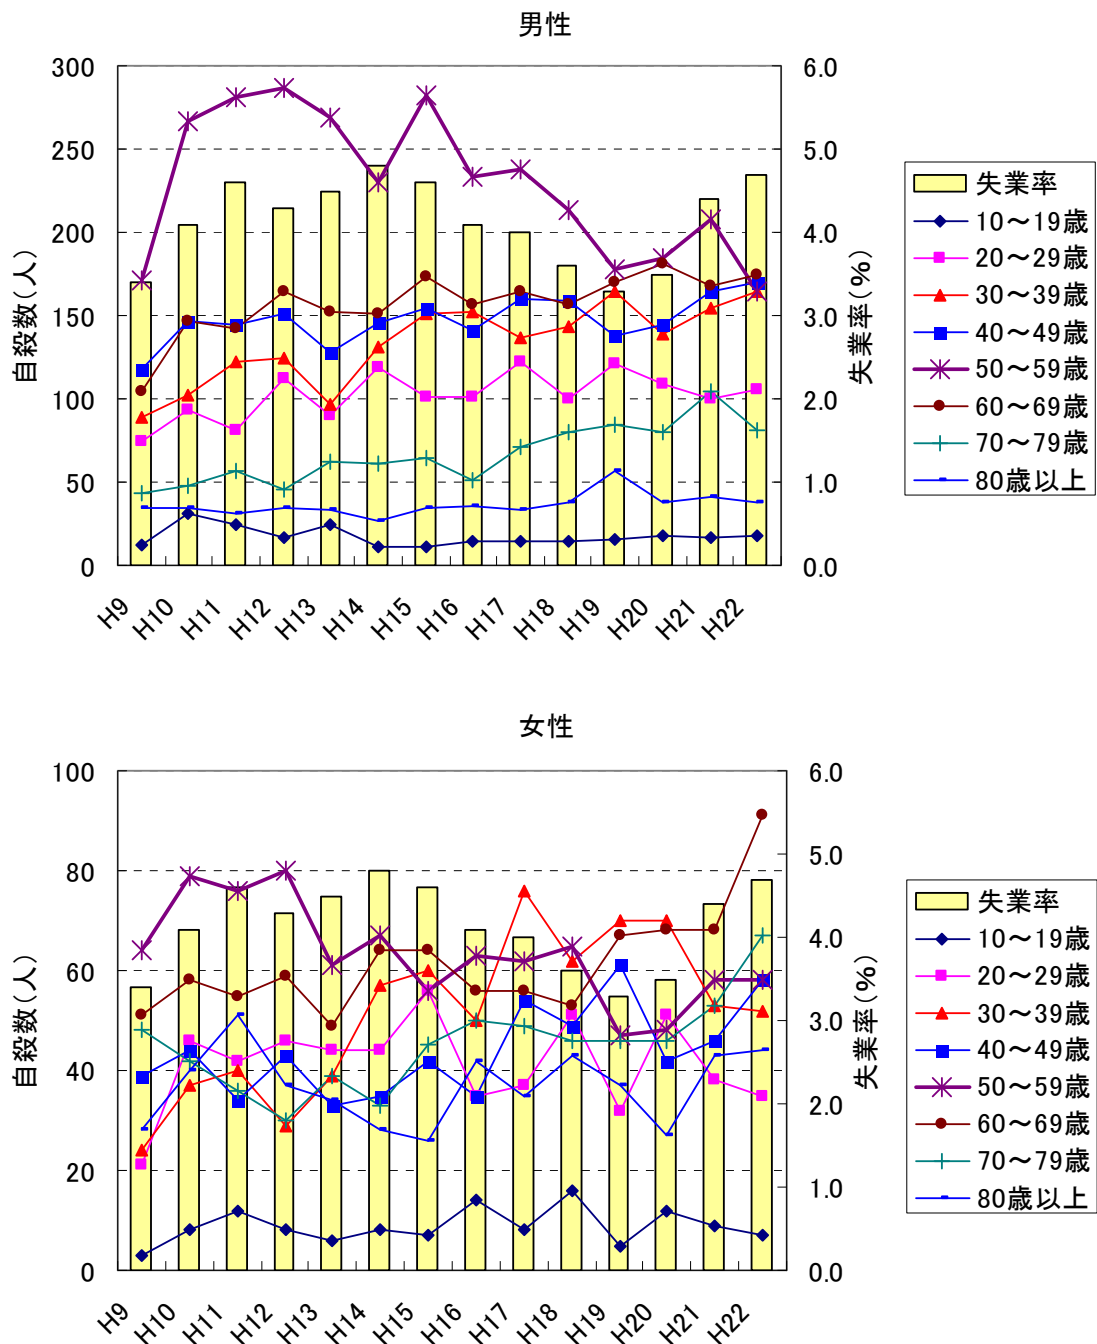 男性
自殺数(人)
300
250
200
150
100
50
0
6.0
5.0
4.0
3.0
2.0
1.0
0.0
失業率(%)
H9
H10
H11
H12
H13
H14
H15
H16
H17
H18
H19
H20
H21
H22
失業率
10～19歳
20～29歳
30～39歳
40～49歳
50～59歳
60～69歳
70～79歳
80歳以上
女性
自殺数(人)
100
80
60
40
20
0
6.0
5.0
4.0
3.0
2.0
1.0
0.0
失業率(%)
H9
H10
H11
H12
H13
H14
H15
H16
H17
H18
H19
H20
H21
H22
失業率
10～19歳
20～29歳
30～39歳
40～49歳
50～59歳
60～69歳
70～79歳
80歳以上